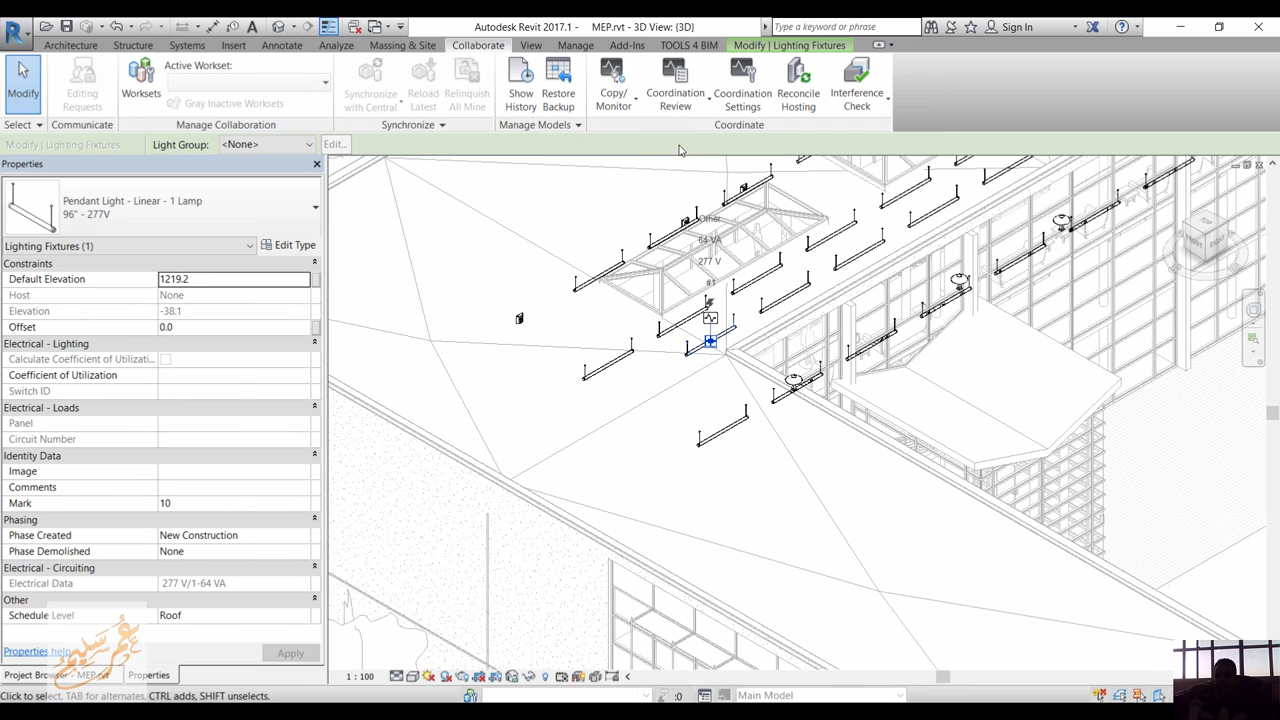 Autodesk Revit 2017.1 - MEP.rvt - 3D View: {3D}
Type a keyword or phrase
Sign In
Architecture Structure Systems Insert Annotate Analyze Massing & Site Collaborate View Manage Add-Ins TOOLS 4 BIM Modify | Lighting Fixtures
Modify
Editing Requests
Worksets
Active Workset:
Gray Inactive Worksets
Synchronize with Central
Reload Latest
Relinquish All Mine
Show History
Restore Backup
Copy/ Monitor
Coordination Review
Coordination Settings
Reconcile Hosting
Interference Check
Select Communicate Manage Collaboration Synchronize Manage Models Coordinate
Modify | Lighting Fixtures Light Group: <None> Edit...
Properties
Pendant Light - Linear - 1 Lamp
96" - 277V
Lighting Fixtures (1) Edit Type
Constraints
Default Elevation 1219.2
Host None
Elevation -38.1
Offset 0.0
Electrical - Lighting
Calculate Coefficient of Utilizati...
Coefficient of Utilization
Switch ID
Electrical - Loads
Panel
Circuit Number
Identity Data
Image
Comments
Mark 10
Phasing
Phase Created New Construction
Phase Demolished None
Electrical - Circuiting
Electrical Data 277 V/1-64 VA
Other
Schedule Level Roof
Properties help
Apply
Project Browser - MEP.rvt Properties
Other
64 VA
277 V
#1
TOP
1 : 100
Click to select, TAB for alternates, CTRL adds, SHIFT unselects.
:0
Main Model